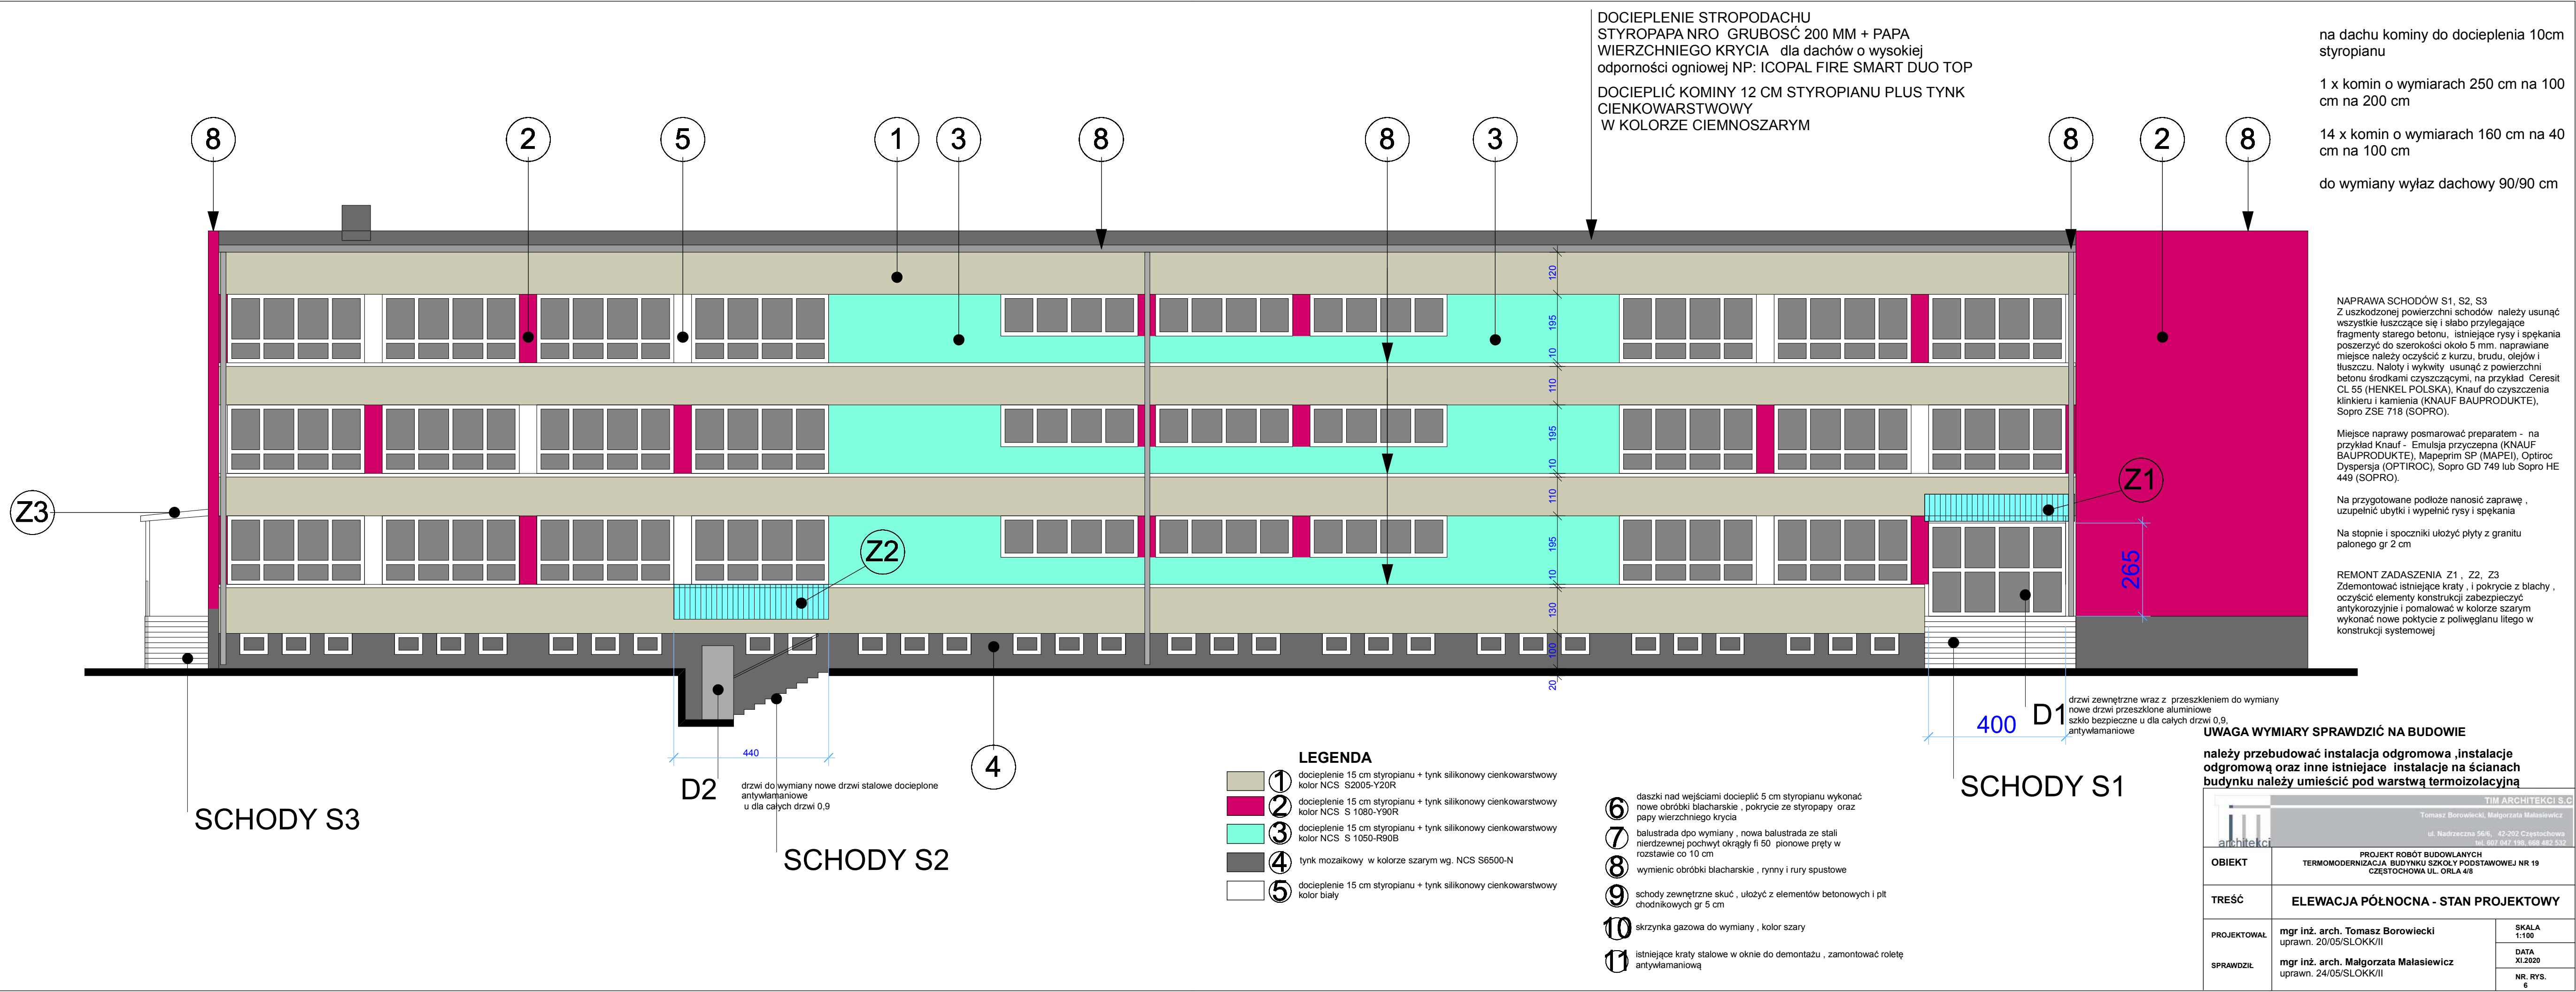 DOCIEPLENIE STROPODACHU
STYROPAPA NRO GRUBOSĆ 200 MM + PAPA
WIERZCHNIEGO KRYCIA dla dachów o wysokiej
odporności ogniowej NP: ICOPAL FIRE SMART DUO TOP
DOCIEPLIĆ KOMINY 12 CM STYROPIANU PLUS TYNK
CIENKOWARSTWOWY
W KOLORZE CIEMNOSZARYM
na dachu kominy do docieplenia 10cm
styropianu
1 x komin o wymiarach 250 cm na 100
cm na 200 cm
14 x komin o wymiarach 160 cm na 40
cm na 100 cm
do wymiany wyłaz dachowy 90/90 cm
8 2 5 1 3 8 8 3 8 2 8
120
195
10
110
195
10
110
195
10
130
100
20
Z3
Z2
Z1
265
NAPRAWA SCHODÓW S1, S2, S3
Z uszkodzonej powierzchni schodów należy usunąć
wszystkie łuszczące się i słabo przylegające
fragmenty starego betonu, istniejące rysy i spękania
poszerzyć do szerokości około 5 mm. naprawiane
miejsce należy oczyścić z kurzu, brudu, olejów i
tłuszczu. Naloty i wykwity usunąć z powierzchni
betonu środkami czyszczącymi, na przykład Ceresit
CL 55 (HENKEL POLSKA), Knauf do czyszczenia
klinkieru i kamienia (KNAUF BAUPRODUKTE),
Sopro ZSE 718 (SOPRO).
Miejsce naprawy posmarować preparatem - na
przykład Knauf - Emulsja przyczepna (KNAUF
BAUPRODUKTE), Mapeprim SP (MAPEI), Optiroc
Dyspersja (OPTIROC), Sopro GD 749 lub Sopro HE
449 (SOPRO).
Na przygotowane podłoże nanosić zaprawę ,
uzupełnić ubytki i wypełnić rysy i spękania
Na stopnie i spoczniki ułożyć płyty z granitu
palonego gr 2 cm
REMONT ZADASZENIA Z1 , Z2, Z3
Zdemontować istniejące kraty , i pokrycie z blachy ,
oczyścić elementy konstrukcji zabezpieczyć
antykorozyjnie i pomalować w kolorze szarym
wykonać nowe poktycie z poliwęglanu litego w
konstrukcji systemowej
440
400
D1
drzwi zewnętrzne wraz z przeszkleniem do wymiany
nowe drzwi przeszklone aluminiowe
szkło bezpieczne u dla całych drzwi 0,9,
antywłamaniowe
4
D2
drzwi do wymiany nowe drzwi stalowe docieplone
antywłamaniowe
u dla całych drzwi 0,9
SCHODY S3
SCHODY S2
SCHODY S1
LEGENDA
1 docieplenie 15 cm styropianu + tynk silikonowy cienkowarstwowy
kolor NCS S2005-Y20R
2 docieplenie 15 cm styropianu + tynk silikonowy cienkowarstwowy
kolor NCS S 1080-Y90R
3 docieplenie 15 cm styropianu + tynk silikonowy cienkowarstwowy
kolor NCS S 1050-R90B
4 tynk mozaikowy w kolorze szarym wg. NCS S6500-N
5 docieplenie 15 cm styropianu + tynk silikonowy cienkowarstwowy
kolor biały
6 daszki nad wejściami docieplić 5 cm styropianu wykonać
nowe obróbki blacharskie , pokrycie ze styropapy oraz
papy wierzchniego krycia
7 balustrada dpo wymiany , nowa balustrada ze stali
nierdzewnej pochwyt okrągły fi 50 pionowe pręty w
rozstawie co 10 cm
8 wymienic obróbki blacharskie , rynny i rury spustowe
9 schody zewnętrzne skuć , ułożyć z elementów betonowych i plt
chodnikowych gr 5 cm
10 skrzynka gazowa do wymiany , kolor szary
11 istniejące kraty stalowe w oknie do demontażu , zamontować roletę
antywłamaniową
UWAGA WYMIARY SPRAWDZIĆ NA BUDOWIE
należy przebudować instalacja odgromowa ,instalacje
odgromową oraz inne istniejace instalacje na ścianach
budynku należy umieścić pod warstwą termoizolacyjną
TIM ARCHITEKCI S.C
Tomasz Borowiecki, Małgorzata Małasiewicz
ul. Nadrzeczna 56/6, 42-202 Częstochowa
tel. 607 047 190, 668 482 532
architekci
OBIEKT
PROJEKT ROBÓT BUDOWLANYCH
TERMOMODERNIZACJA BUDYNKU SZKOŁY PODSTAWOWEJ NR 19
CZĘSTOCHOWA UL. ORLA 4/8
TREŚĆ
ELEWACJA PÓŁNOCNA - STAN PROJEKTOWY
PROJEKTOWAŁ
mgr inż. arch. Tomasz Borowiecki
uprawn. 20/05/SLOKK/II
SKALA
1:100
DATA
XI.2020
SPRAWDZIŁ
mgr inż. arch. Małgorzata Małasiewicz
uprawn. 24/05/SLOKK/II
NR. RYS.
6